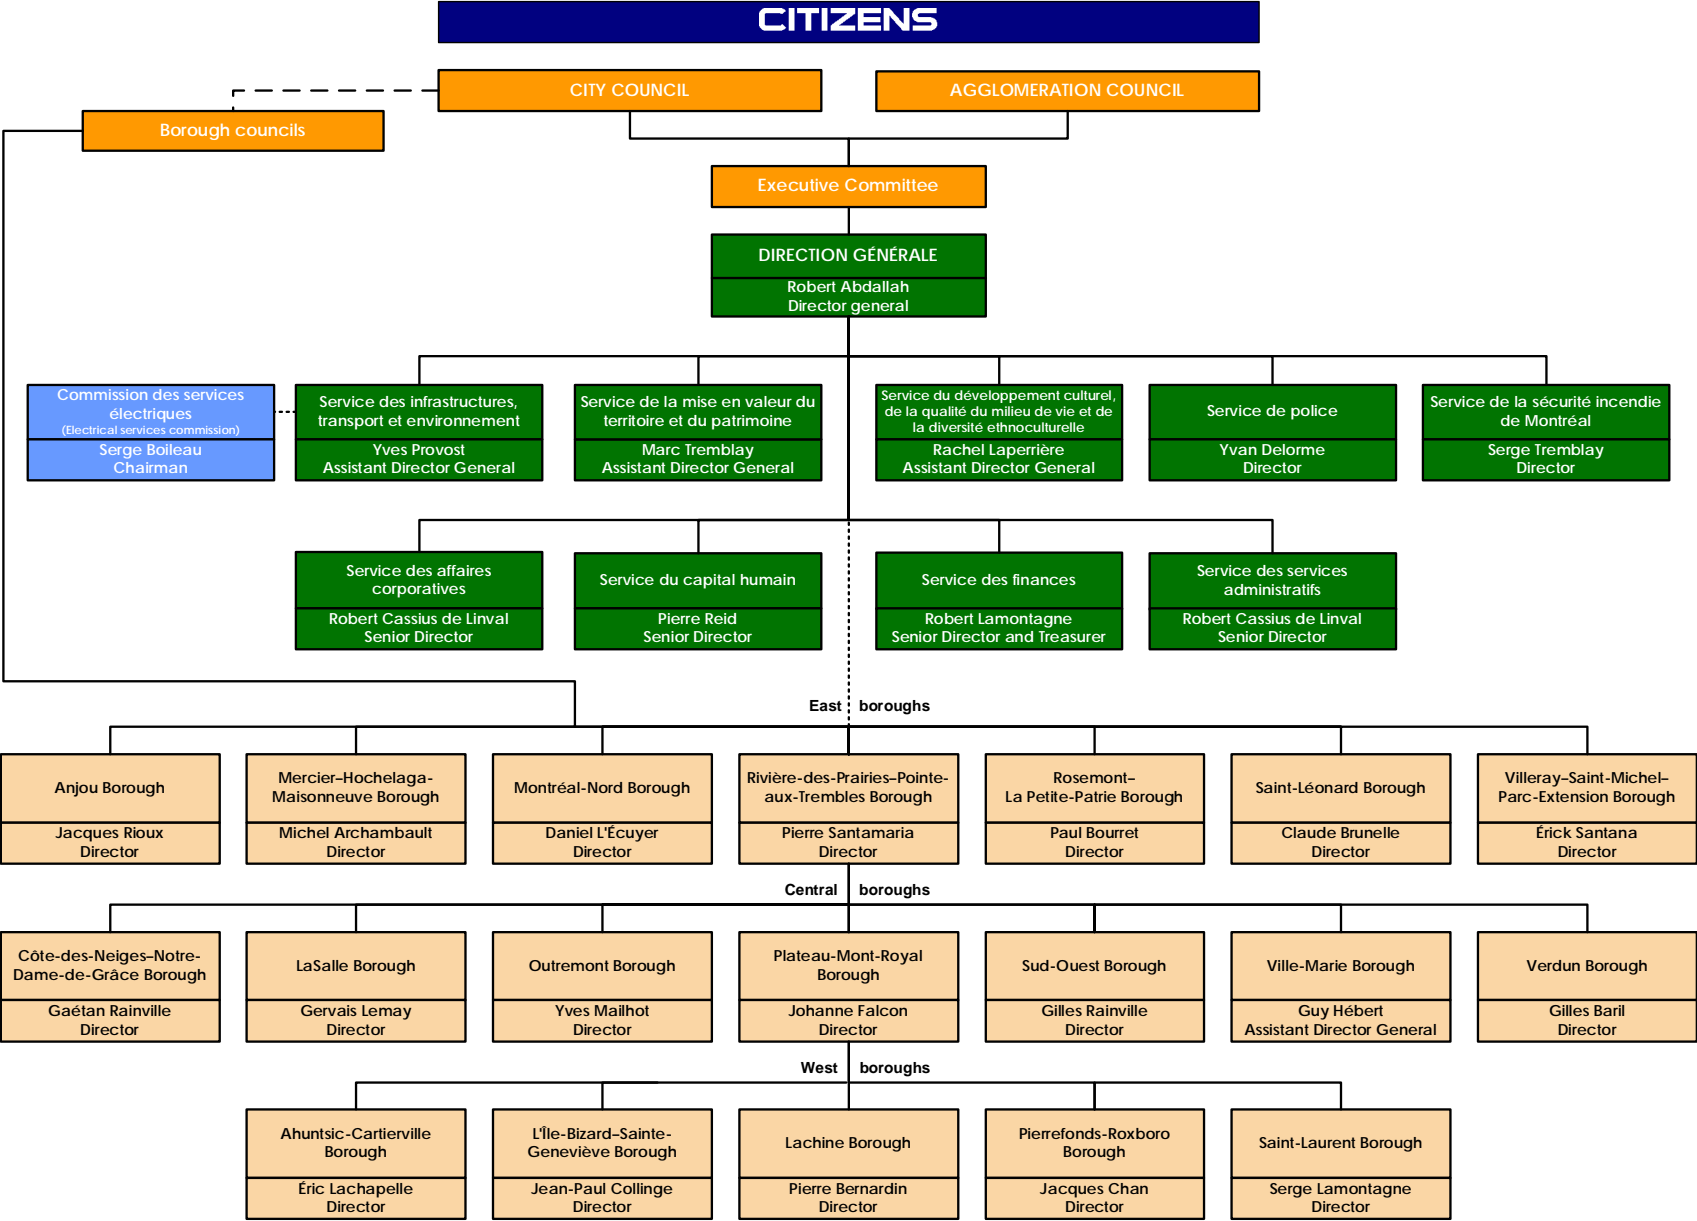 CITIZENS
CITY COUNCIL
AGGLOMERATION COUNCIL
Borough councils
Executive Committee
DIRECTION GÉNÉRALE
Robert Abdallah
Director general
Commission des services
électriques
(Electrical services commission)
Serge Boileau
Chairman
Service des infrastructures,
transport et environnement
Yves Provost
Assistant Director General
Service de la mise en valeur du
territoire et du patrimoine
Marc Tremblay
Assistant Director General
Service du développement culturel,
de la qualité du milieu de vie et de
la diversité ethnoculturelle
Rachel Laperrière
Assistant Director General
Service de police
Yvan Delorme
Director
Service de la sécurité incendie
de Montréal
Serge Tremblay
Director
Service des affaires
corporatives
Robert Cassius de Linval
Senior Director
Service du capital humain
Pierre Reid
Senior Director
Service des finances
Robert Lamontagne
Senior Director and Treasurer
Service des services
administratifs
Robert Cassius de Linval
Senior Director
East boroughs
Anjou Borough
Jacques Rioux
Director
Mercier–Hochelaga-
Maisonneuve Borough
Michel Archambault
Director
Montréal-Nord Borough
Daniel L'Écuyer
Director
Rivière-des-Prairies–Pointe-
aux-Trembles Borough
Pierre Santamaria
Director
Rosemont–
La Petite-Patrie Borough
Paul Bourret
Director
Saint-Léonard Borough
Claude Brunelle
Director
Villeray–Saint-Michel–
Parc-Extension Borough
Érick Santana
Director
Central boroughs
Côte-des-Neiges–Notre-
Dame-de-Grâce Borough
Gaétan Rainville
Director
LaSalle Borough
Gervais Lemay
Director
Outremont Borough
Yves Mailhot
Director
Plateau-Mont-Royal
Borough
Johanne Falcon
Director
Sud-Ouest Borough
Gilles Rainville
Director
Ville-Marie Borough
Guy Hébert
Assistant Director General
Verdun Borough
Gilles Baril
Director
West boroughs
Ahuntsic-Cartierville
Borough
Éric Lachapelle
Director
L'Île-Bizard–Sainte-
Geneviève Borough
Jean-Paul Collinge
Director
Lachine Borough
Pierre Bernardin
Director
Pierrefonds-Roxboro
Borough
Jacques Chan
Director
Saint-Laurent Borough
Serge Lamontagne
Director